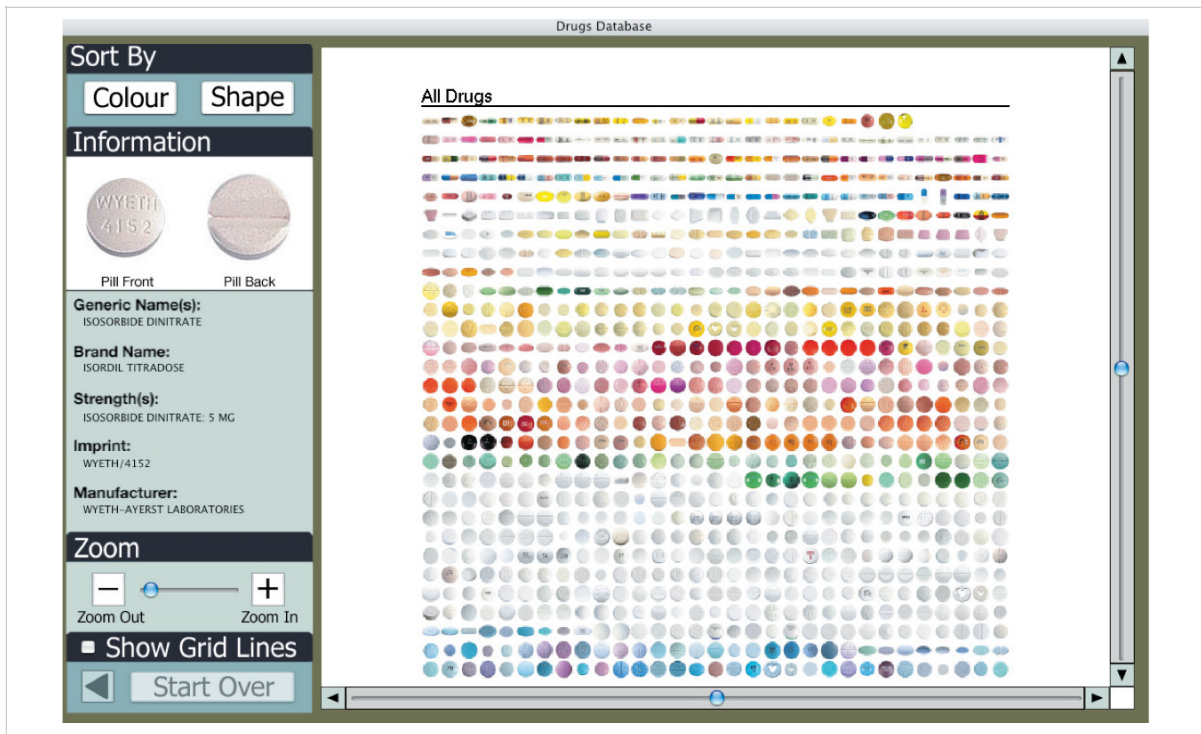 Drugs Database
Sort By
Colour
Shape
Information
WYETH
4152
Pill Front
Pill Back
Generic Name(s):
ISOSORBIDE DINITRATE
Brand Name:
ISORDIL TITRADOSE
Strength(s):
ISOSORBIDE DINITRATE: 5 MG
Imprint:
WYETH/4152
Manufacturer:
WYETH-AYERST LABORATORIES
Zoom
Zoom Out
Zoom In
Show Grid Lines
Start Over
All Drugs